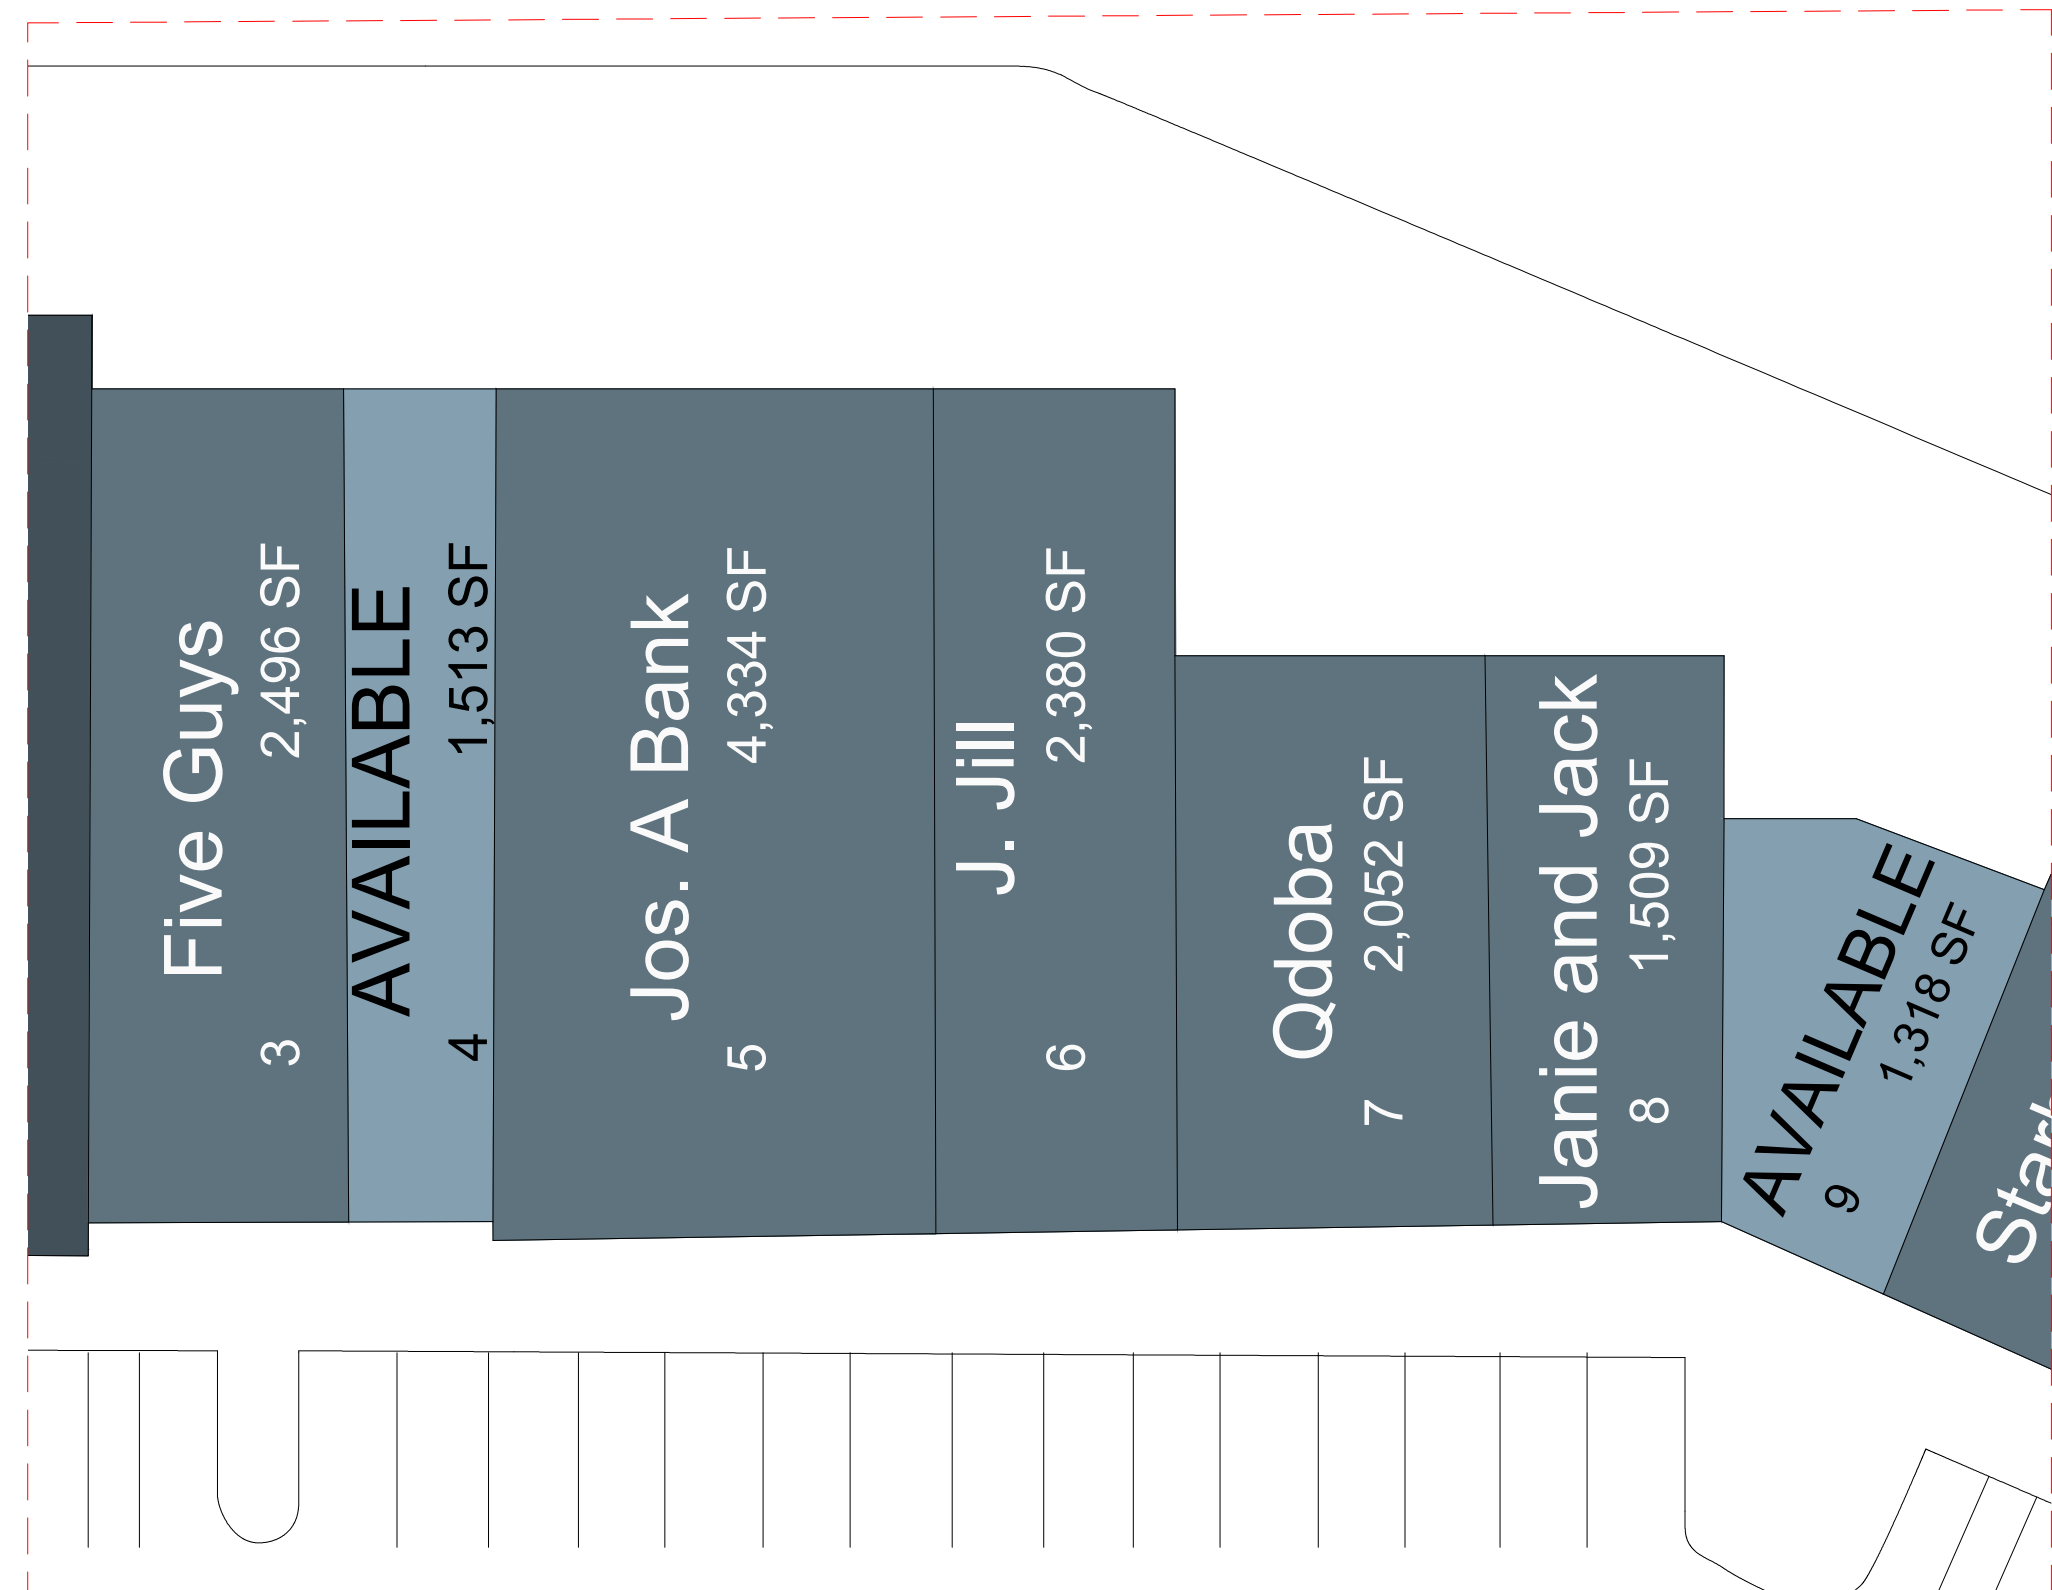 Five Guys
3 2,496 SF
AVAILABLE
4 1,513 SF
Jos. A Bank
5 4,334 SF
J. Jill
6 2,380 SF
Qdoba
7 2,052 SF
Janie and Jack
8 1,509 SF
AVAILABLE
9 1,318 SF